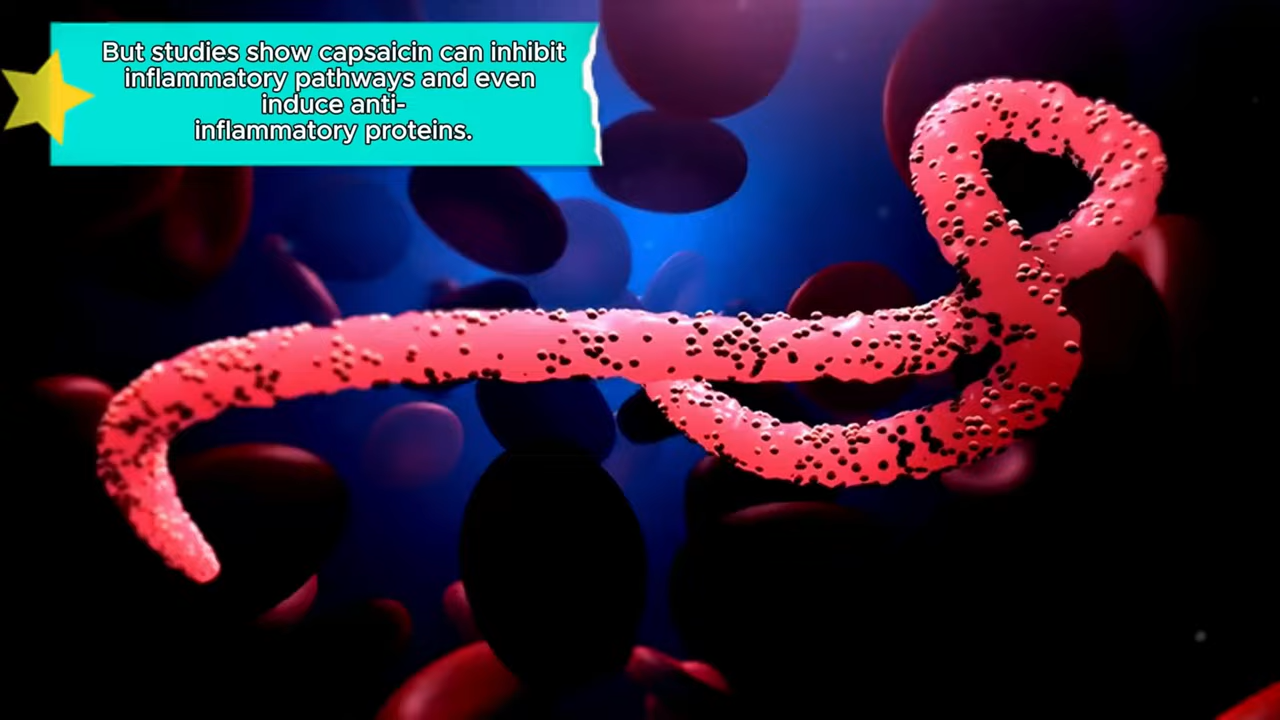 But studies show capsaicin can inhibit
inflammatory pathways and even
induce anti-
inflammatory proteins.